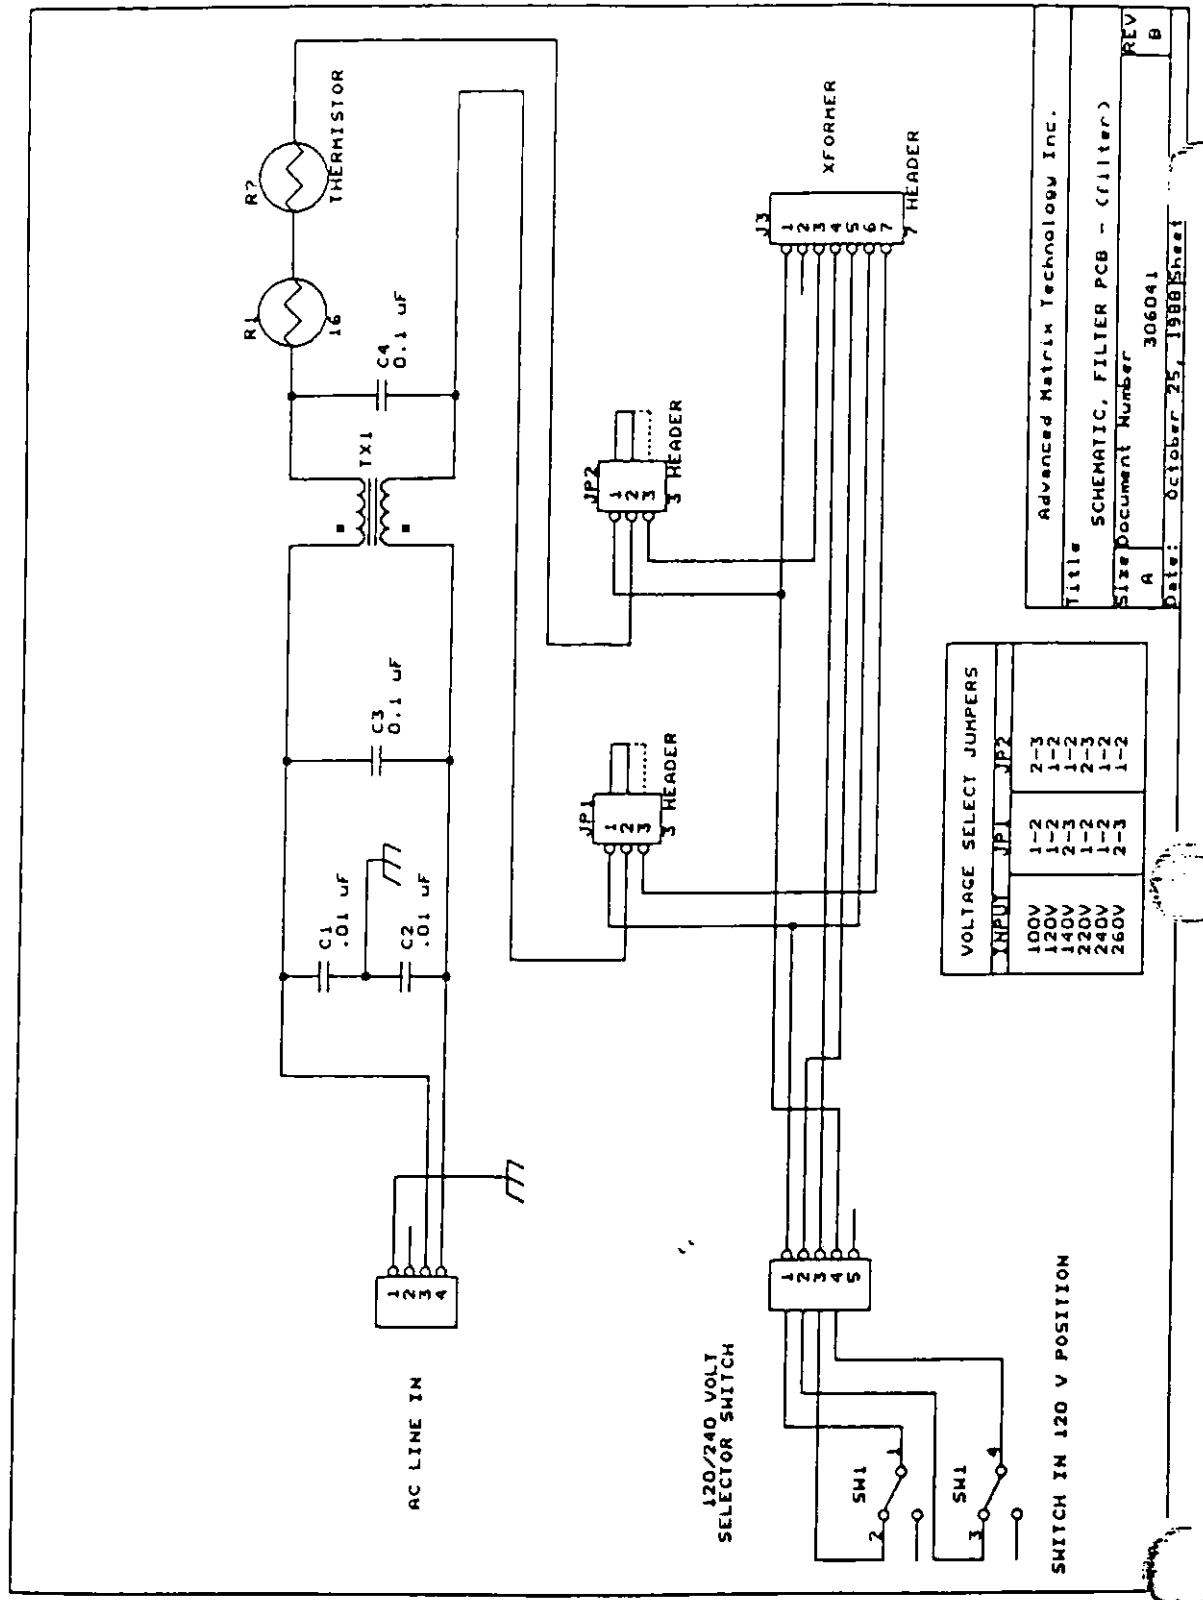 R1
16
R?
THERMISTOR
C1
.01 uF
C2
.01 uF
C3
0.1 uF
TX1
C4
0.1 uF
AC LINE IN
1
2
3
4
JP1
1
2
3
3 HEADER
JP2
1
2
3
3 HEADER
120/240 VOLT
SELECTOR SWITCH
1
2
3
4
5
J3
1
2
3
4
5
6
7
7 HEADER
XFORMER
SW1
2
1
SW1
3
4
SWITCH IN 120 V POSITION
VOLTAGE SELECT JUMPERS
INPUT JP1 JP2
100V 1-2 2-3
120V 1-2 1-2
140V 2-3 1-2
220V 1-2 2-3
240V 1-2 1-2
260V 2-3 1-2
Advanced Matrix Technology Inc.
Title
SCHEMATIC, FILTER PCB - (filter)
Size Document Number REV
A 306041 B
Date: October 25, 1988 Sheet